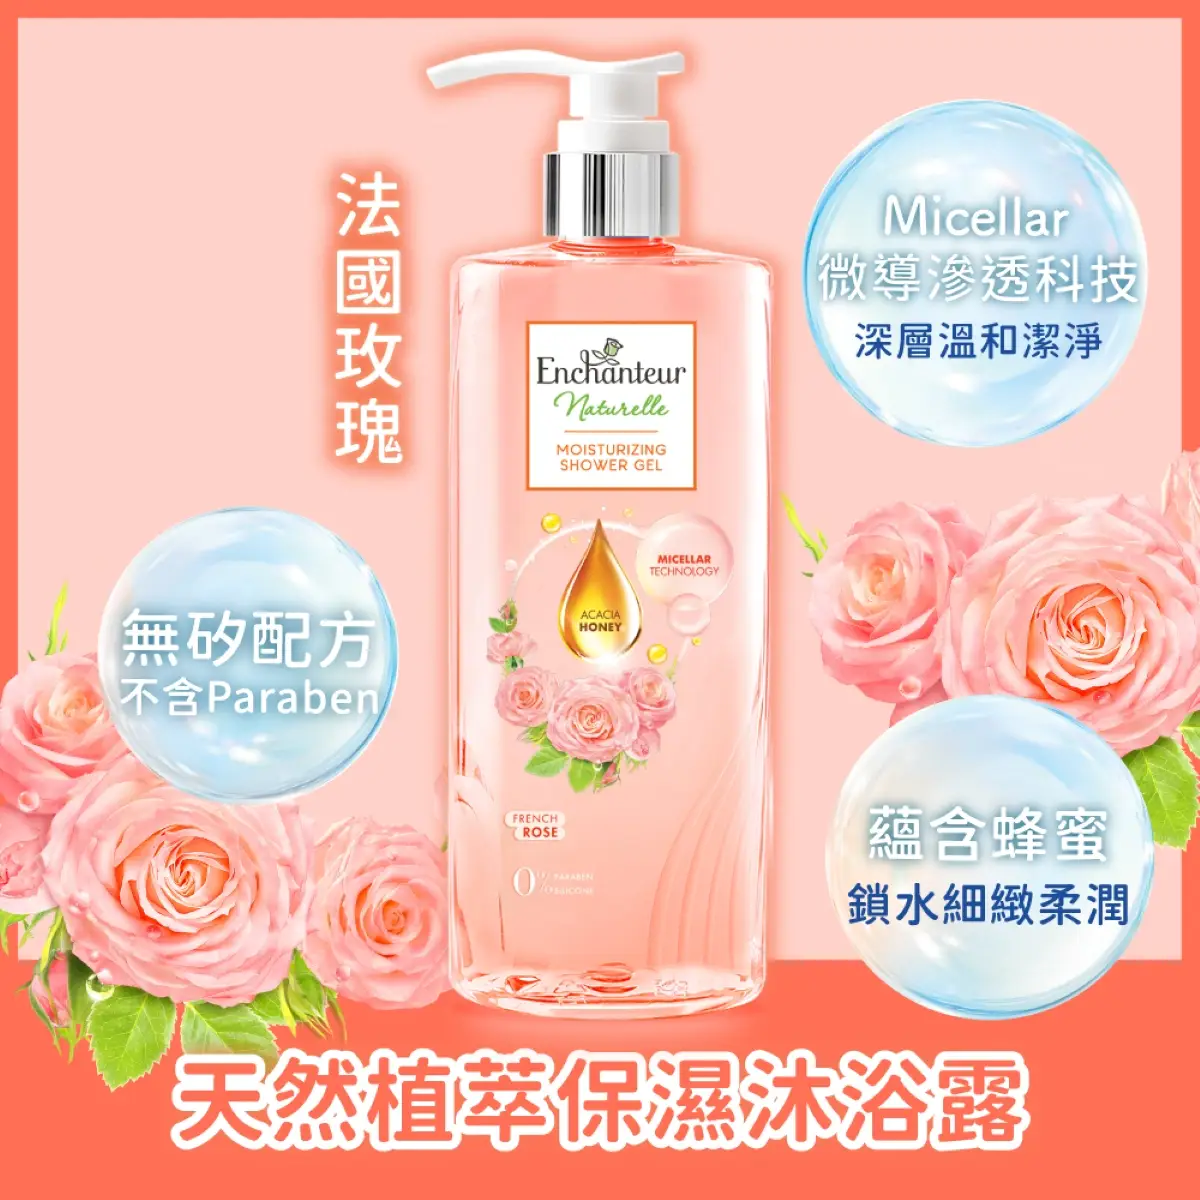 法國玫瑰
Micellar
微導滲透科技
深層溫和潔淨
Enchanteur
Naturelle
MOISTURIZING
SHOWER GEL
MICELLAR
TECHNOLOGY
ACACIA
HONEY
無矽配方
不含Paraben
FRENCH
ROSE
0% PARABEN
SILICONE
蘊含蜂蜜
鎖水細緻柔潤
天然植萃保濕沐浴露